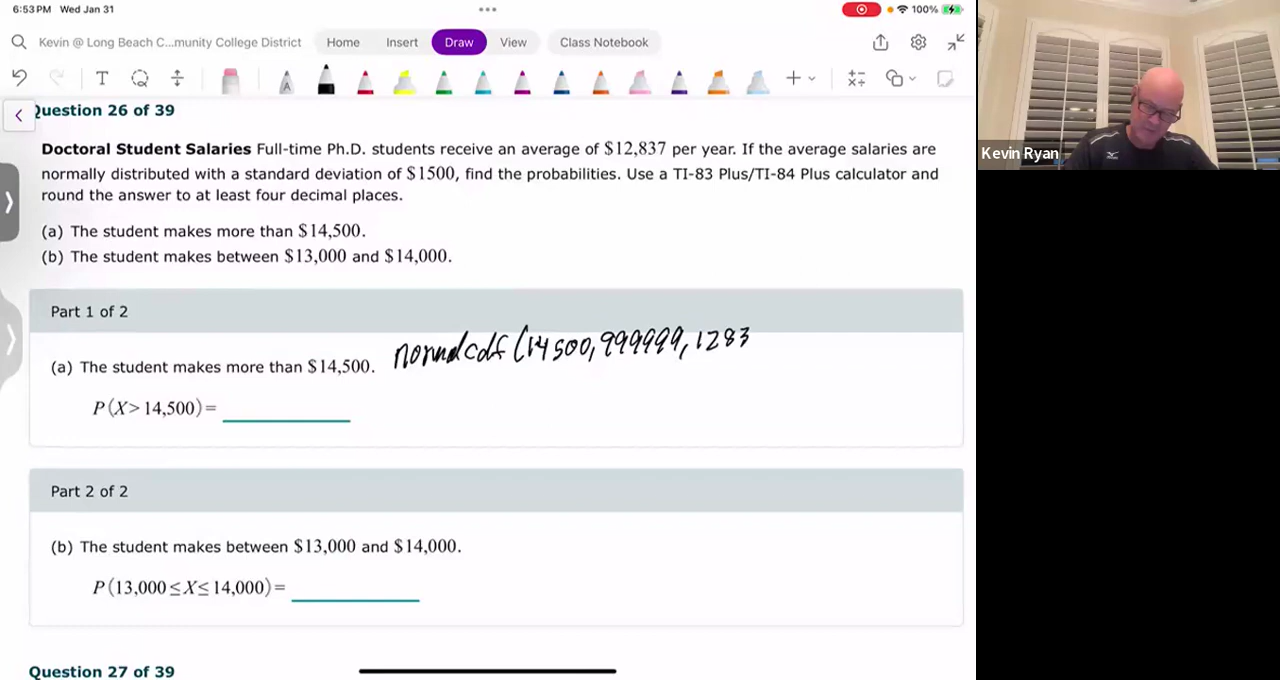 6:53 PM Wed Jan 31
100%
Kevin @ Long Beach C...munity College District
Home
Insert
Draw
View
Class Notebook
Question 26 of 39
Doctoral Student Salaries Full-time Ph.D. students receive an average of $12,837 per year. If the average salaries are
normally distributed with a standard deviation of $1500, find the probabilities. Use a TI-83 Plus/TI-84 Plus calculator and
round the answer to at least four decimal places.
(a) The student makes more than $14,500.
(b) The student makes between $13,000 and $14,000.
Part 1 of 2
(a) The student makes more than $14,500.
normalcdf(14500,999999,1283
P(X>14,500)=
Part 2 of 2
(b) The student makes between $13,000 and $14,000.
P(13,000≤X≤14,000)=
Question 27 of 39
Kevin Ryan